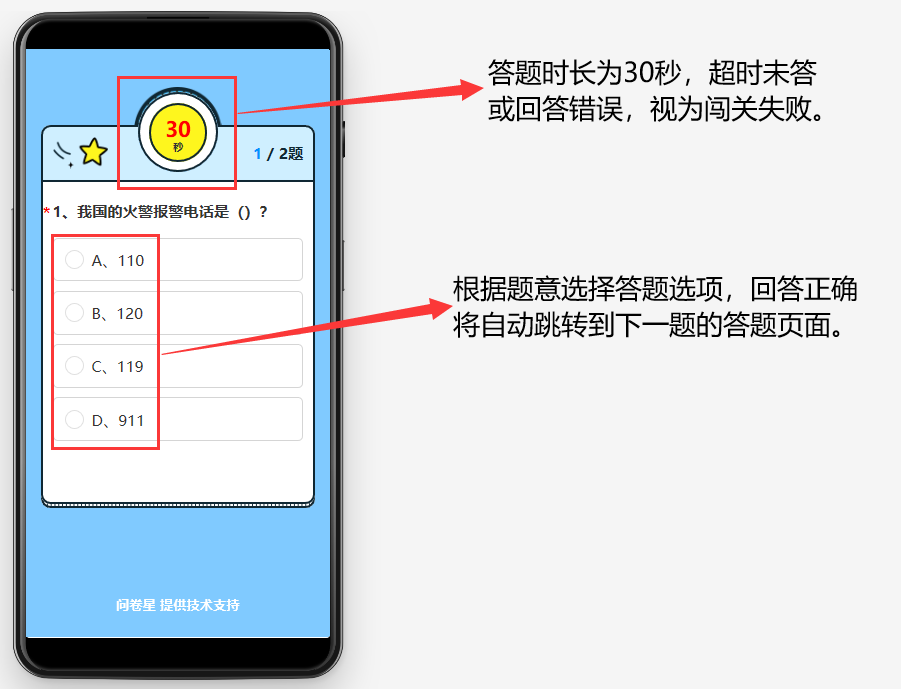 30
秒
1 / 2题
*1、我国的火警报警电话是（）？
A、110
B、120
C、119
D、911
问卷星 提供技术支持
答题时长为30秒，超时未答
或回答错误，视为闯关失败。
根据题意选择答题选项，回答正确
将自动跳转到下一题的答题页面。